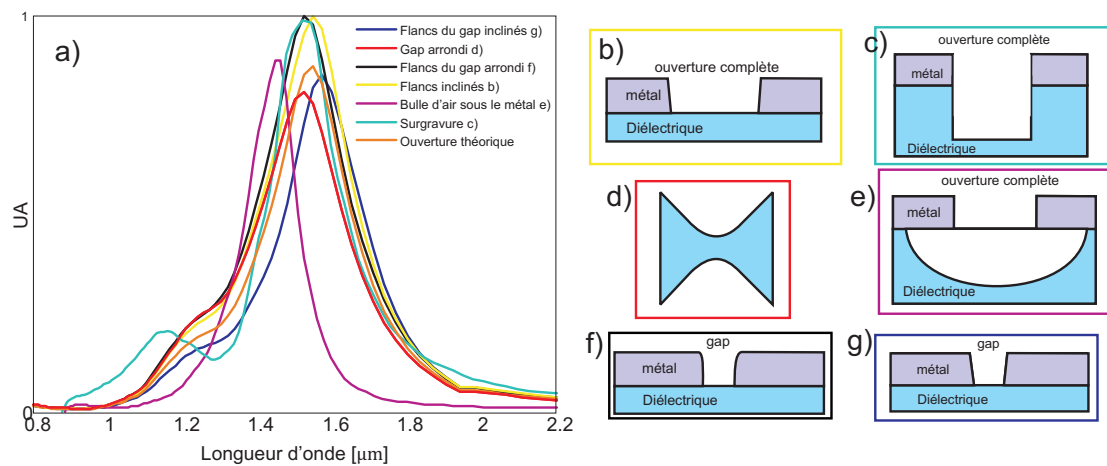 a)
1
UA
0
0.8
1
1.2
1.4
1.6
1.8
2
2.2
Longueur d'onde [µm]
Flancs du gap inclinés g)
Gap arrondi d)
Flancs du gap arrondi f)
Flancs inclinés b)
Bulle d'air sous le métal e)
Surgravure c)
Ouverture théorique
b)
ouverture complète
métal
Diélectrique
c)
ouverture complète
métal
Diélectrique
d)
e)
ouverture complète
métal
Diélectrique
f)
gap
métal
Diélectrique
g)
gap
métal
Diélectrique